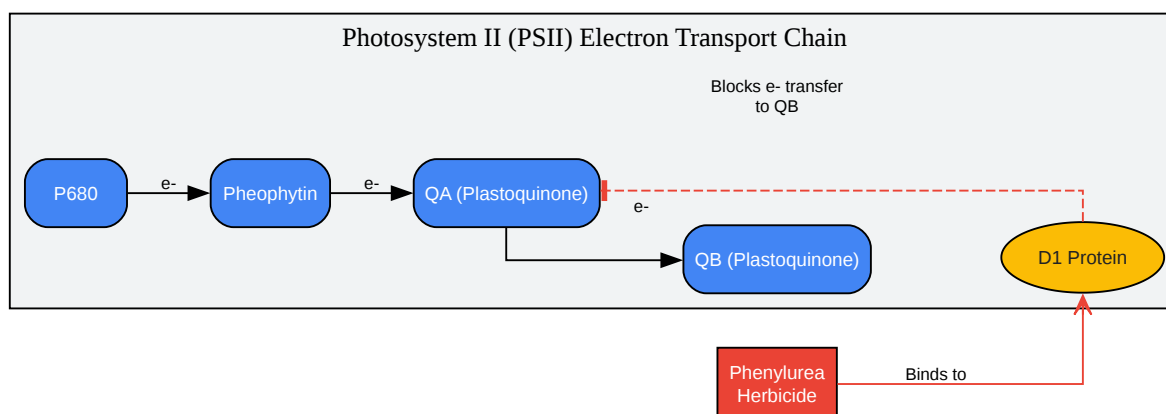 Photosystem II (PSII) Electron Transport Chain
Blocks e- transfer
to QB
P680
e-
Pheophytin
e-
QA (Plastoquinone)
e-
QB (Plastoquinone)
D1 Protein
Phenylurea
Herbicide
Binds to